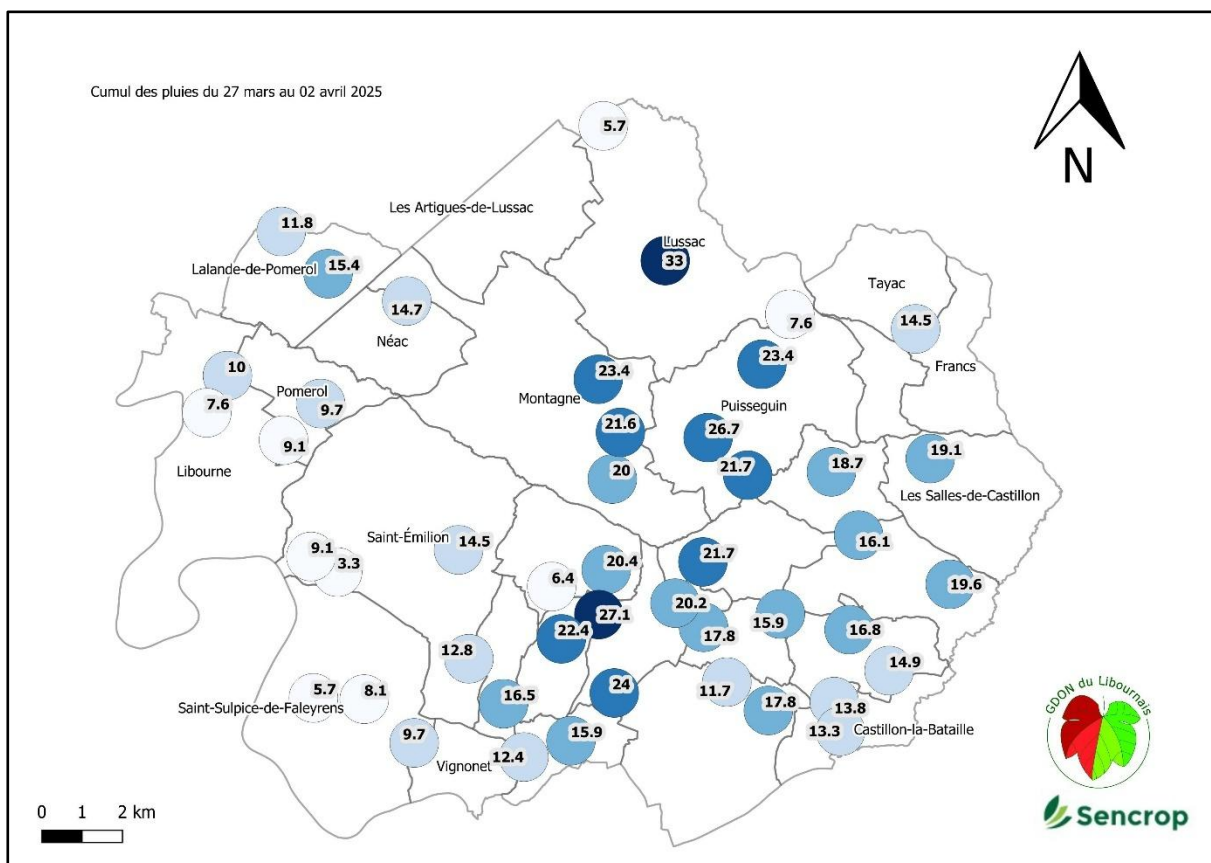 Cumul des pluies du 27 mars au 02 avril 2025
N
5.7
Les Artigues-de-Lussac
11.8
Lussac
33
Lalande-de-Pomerol
15.4
Tayac
14.7
7.6
14.5
Néac
23.4
Francs
10
23.4
Pomerol
Montagne
Puisseguin
7.6
9.7
21.6
26.7
9.1
19.1
Libourne
20
21.7
18.7
Les Salles-de-Castillon
Saint-Émilion
14.5
16.1
9.1
3.3
20.4
21.7
6.4
19.6
27.1
20.2
22.4
17.8
15.9
16.8
12.8
14.9
5.7
8.1
24
11.7
Saint-Sulpice-de-Faleyrens
16.5
17.8
13.8
Castillon-la-Bataille
9.7
15.9
13.3
Vignonet
12.4
GDON du Libournais
0 1 2 km
Sencrop